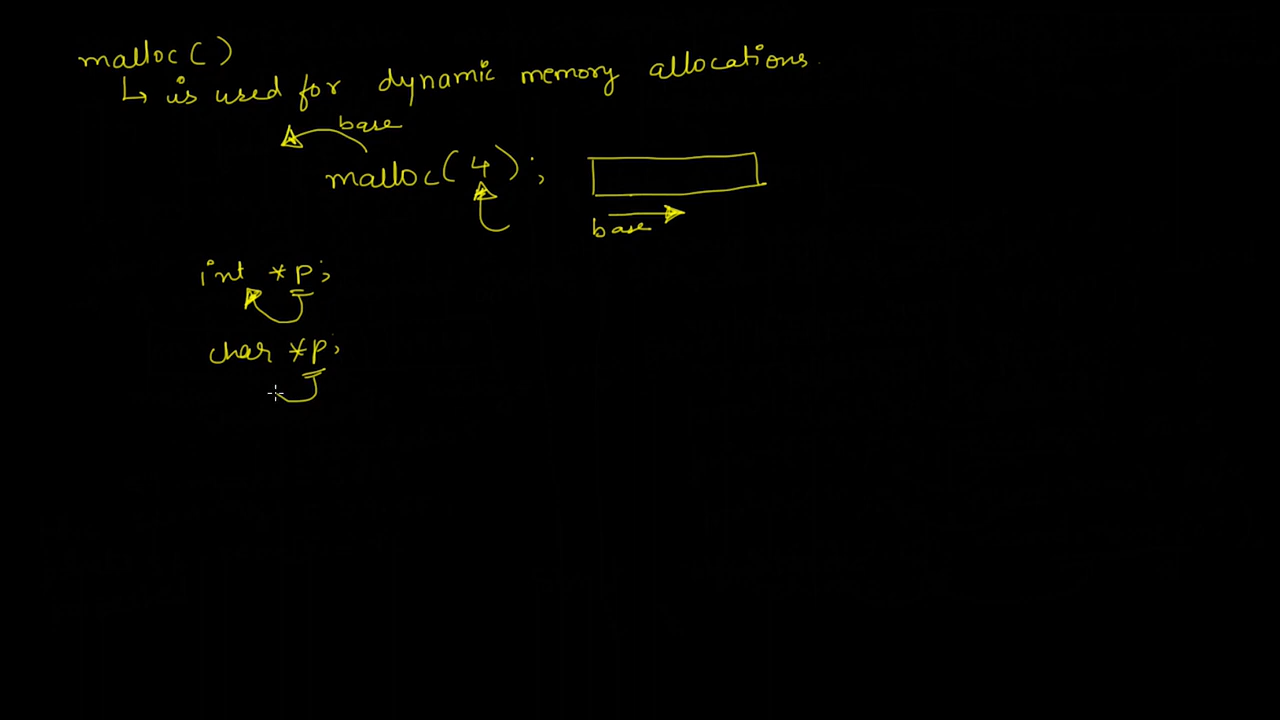 malloc()
↳ is used for dynamic memory allocations.
base
malloc(4);
base
int *p;
char *p;